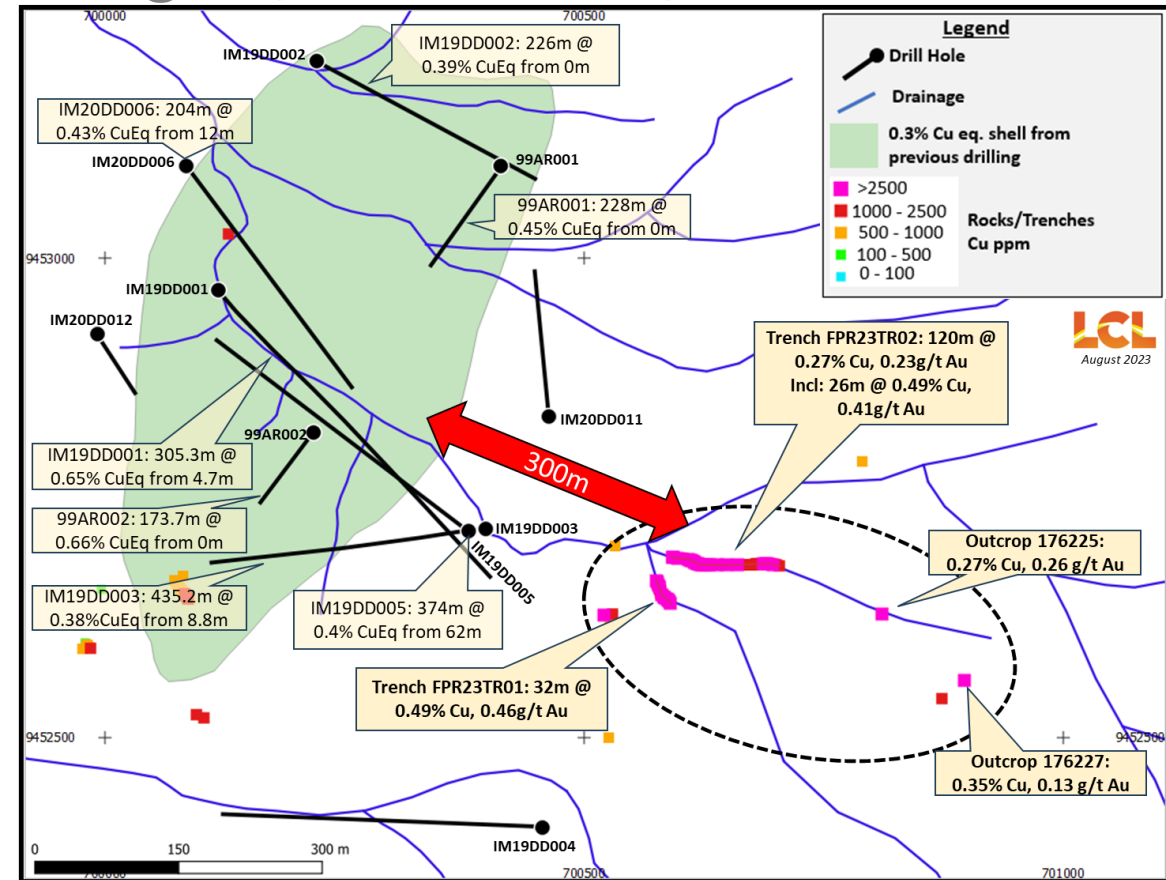 700000
700500
IM19DD002
IM19DD002: 226m @
0.39% CuEq from 0m
Legend
Drill Hole
Drainage
0.3% Cu eq. shell from
previous drilling
>2500
1000 - 2500
500 - 1000
100 - 500
0 - 100
Rocks/Trenches
Cu ppm
IM20DD006: 204m @
0.43% CuEq from 12m
IM20DD006
99AR001
99AR001: 228m @
0.45% CuEq from 0m
9453000
IM19DD001
IM20DD012
LCL
August 2023
Trench FPR23TR02: 120m @
0.27% Cu, 0.23g/t Au
Incl: 26m @ 0.49% Cu,
0.41g/t Au
IM20DD011
99AR002
300m
IM19DD001: 305.3m @
0.65% CuEq from 4.7m
99AR002: 173.7m @
0.66% CuEq from 0m
IM19DD003
IM19DD005
Outcrop 176225:
0.27% Cu, 0.26 g/t Au
IM19DD003: 435.2m @
0.38%CuEq from 8.8m
IM19DD005: 374m @
0.4% CuEq from 62m
Trench FPR23TR01: 32m @
0.49% Cu, 0.46g/t Au
9452500
9452500
Outcrop 176227:
0.35% Cu, 0.13 g/t Au
IM19DD004
0 150 300 m
700000
700500
701000